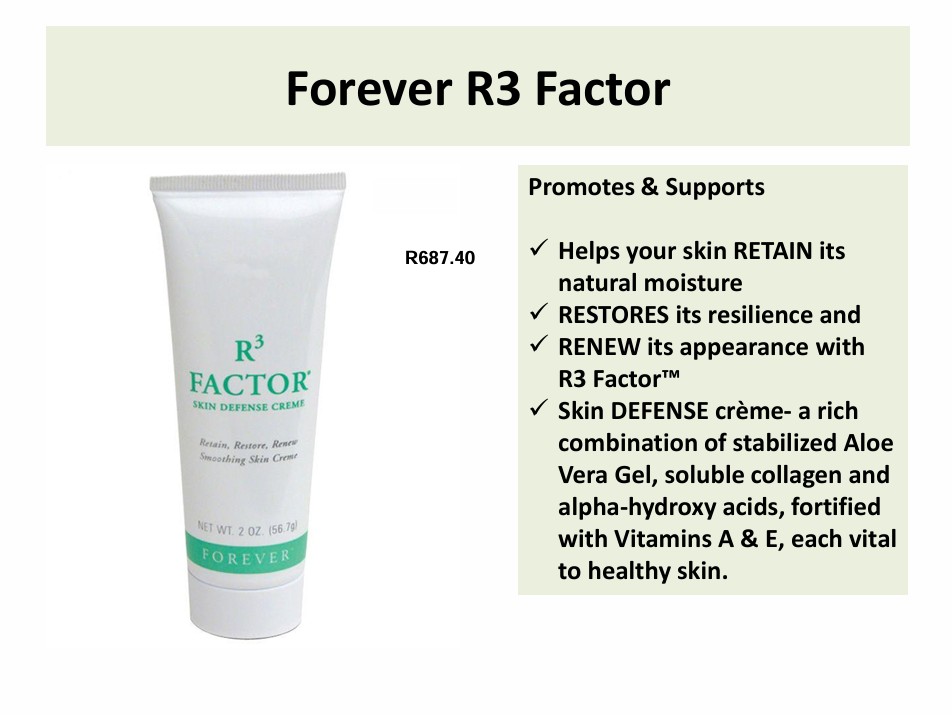 Forever R3 Factor
Promotes & Supports
✓ Helps your skin RETAIN its
natural moisture
✓ RESTORES its resilience and
✓ RENEW its appearance with
R3 Factor™
✓ Skin DEFENSE crème- a rich
combination of stabilized Aloe
Vera Gel, soluble collagen and
alpha-hydroxy acids, fortified
with Vitamins A & E, each vital
to healthy skin.
R687.40
R³
FACTOR®
SKIN DEFENSE CREME
Retain, Restore, Renew
Smoothing Skin Creme
NET WT. 2 OZ. (56.7g)
FOREVER